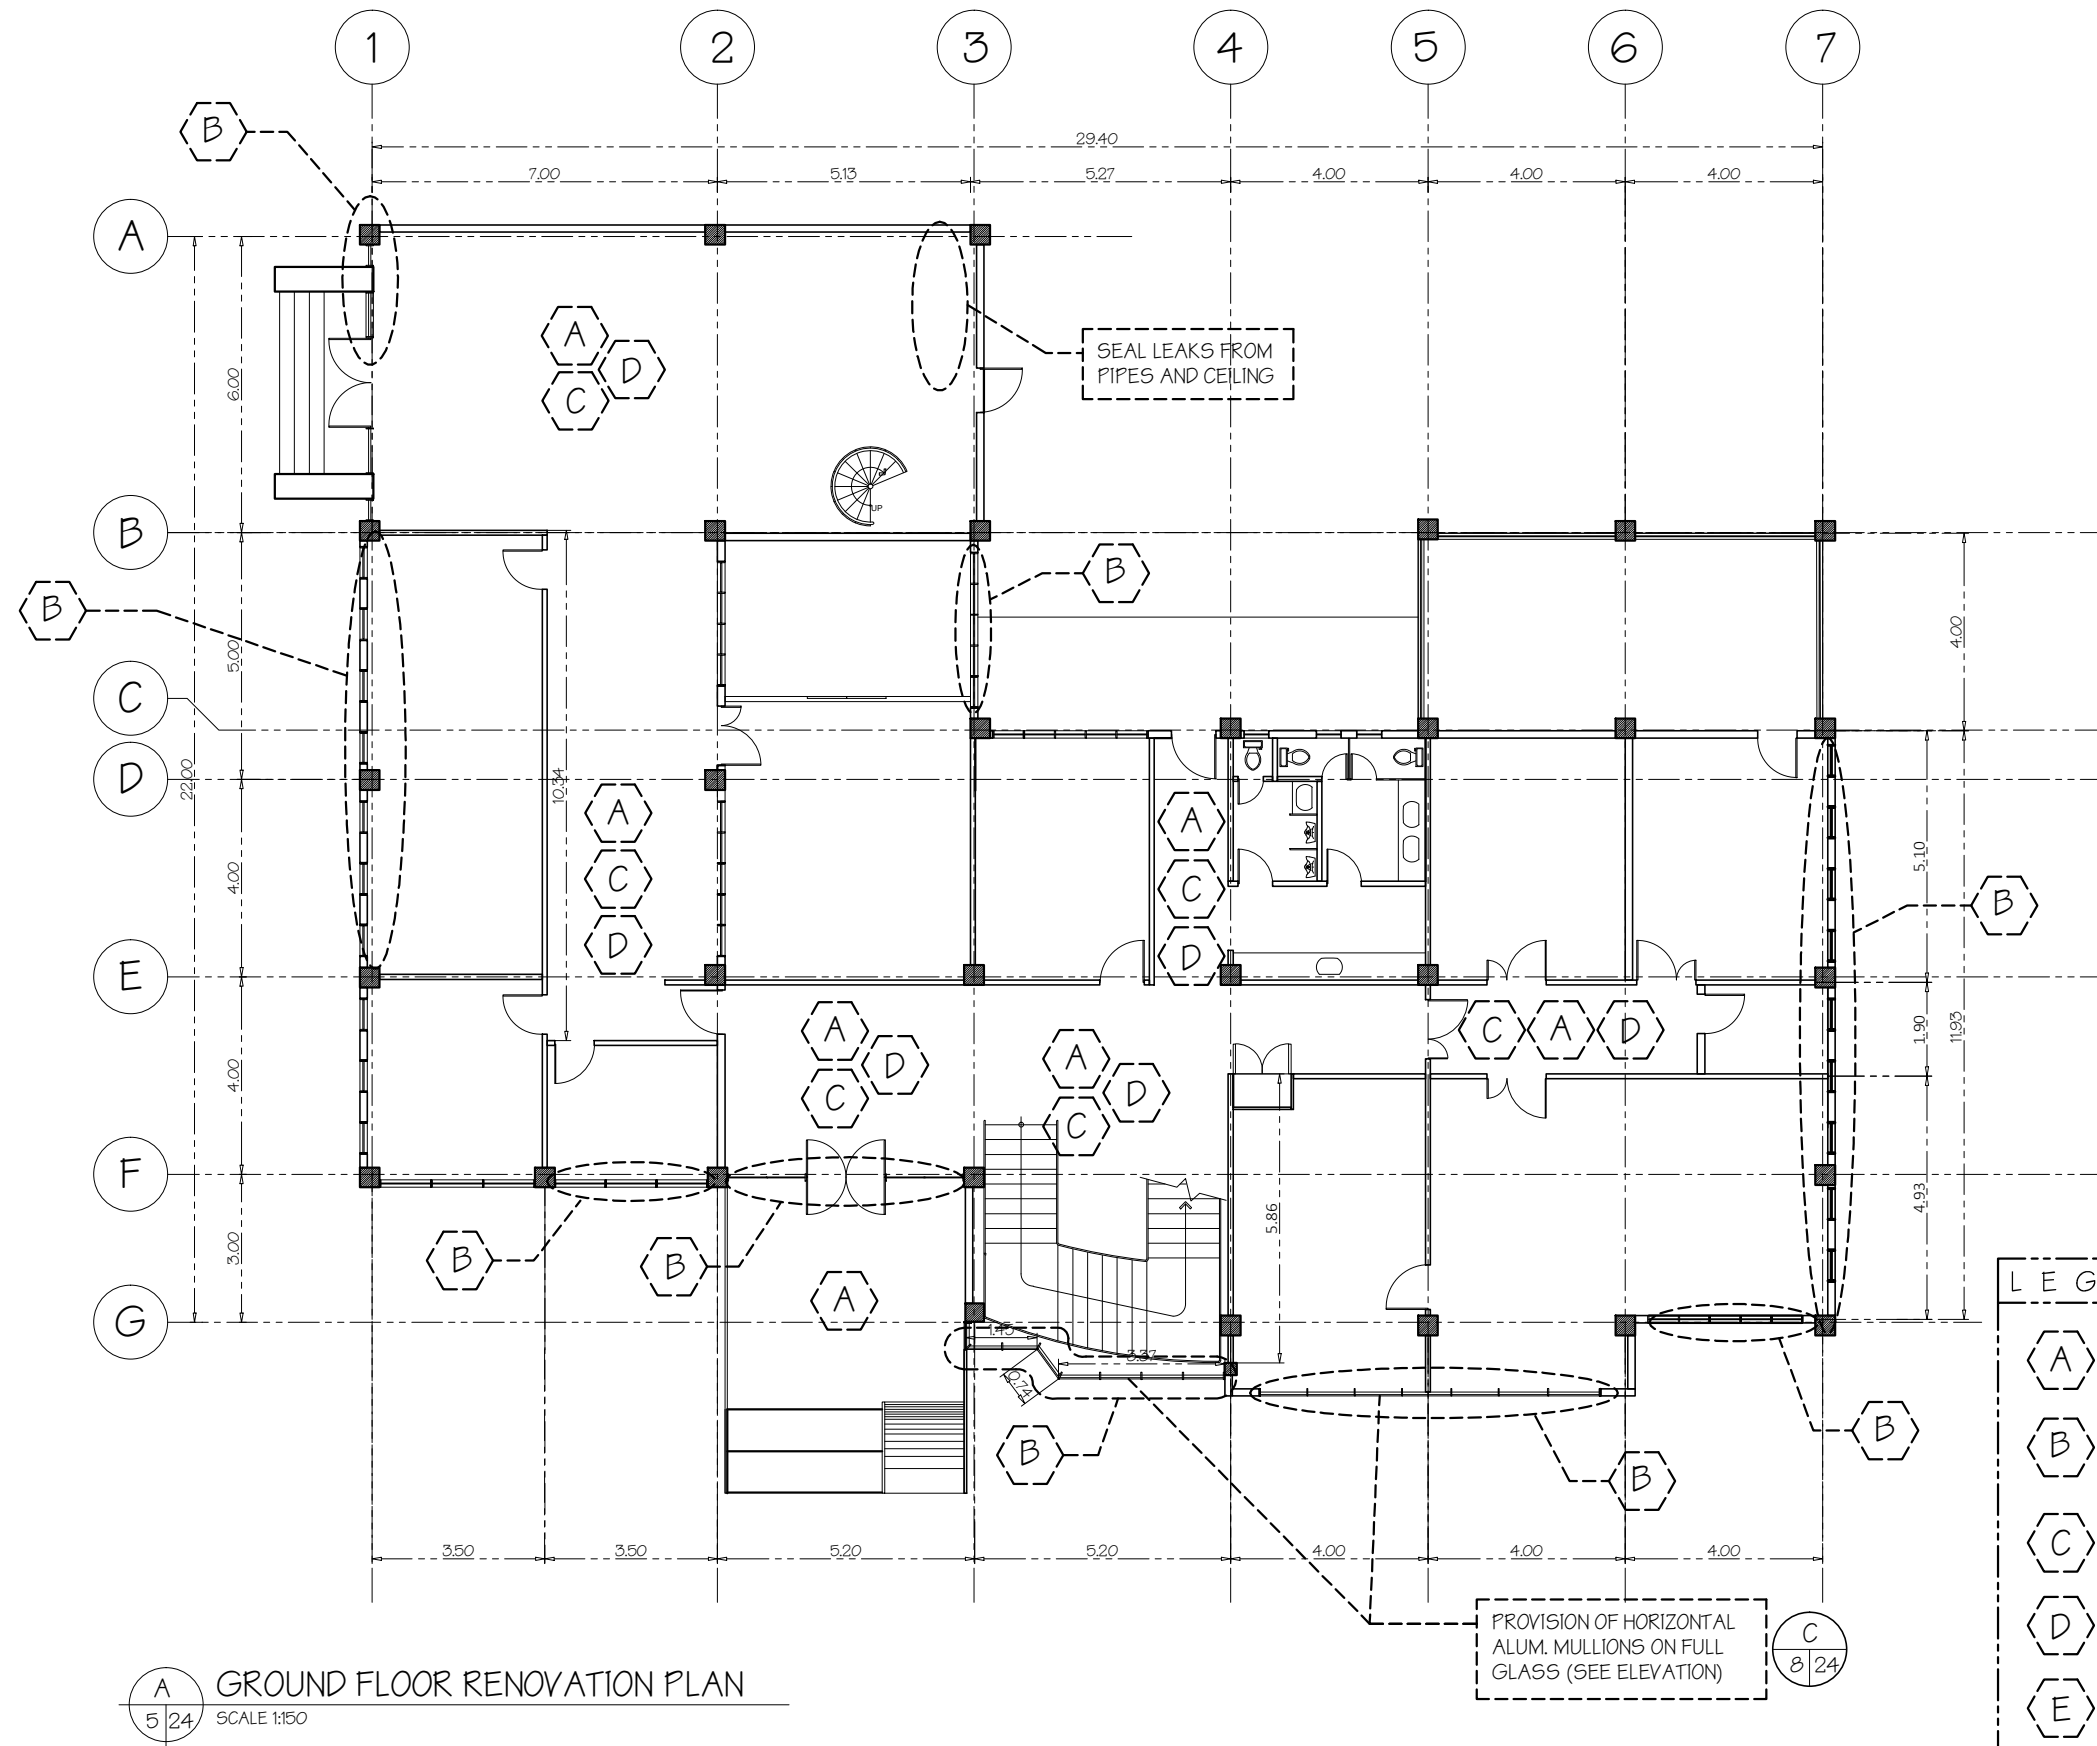 1 2 3 4 5 6 7
B
29.40
7.00 5.13 5.27 4.00 4.00 4.00
A
6.00
A
D
C
SEAL LEAKS FROM
PIPES AND CEILING
UP
B
B
B
5.00
4.00
C
D
22.00
10.34
A
C
D
A
C
D
4.00
5.10
B
E
4.00
A
D
C
A
D
C
C A D
1.90
11.93
F
3.00
B
B
A
5.86
4.93
G
1.45
3.37
0.74
B
B
B
3.50 3.50 5.20 5.20 4.00 4.00 4.00
PROVISION OF HORIZONTAL
ALUM. MULLIONS ON FULL
GLASS (SEE ELEVATION)
C
8 24
A
5 24
GROUND FLOOR RENOVATION PLAN
SCALE 1:150
L E G
A
B
C
D
E